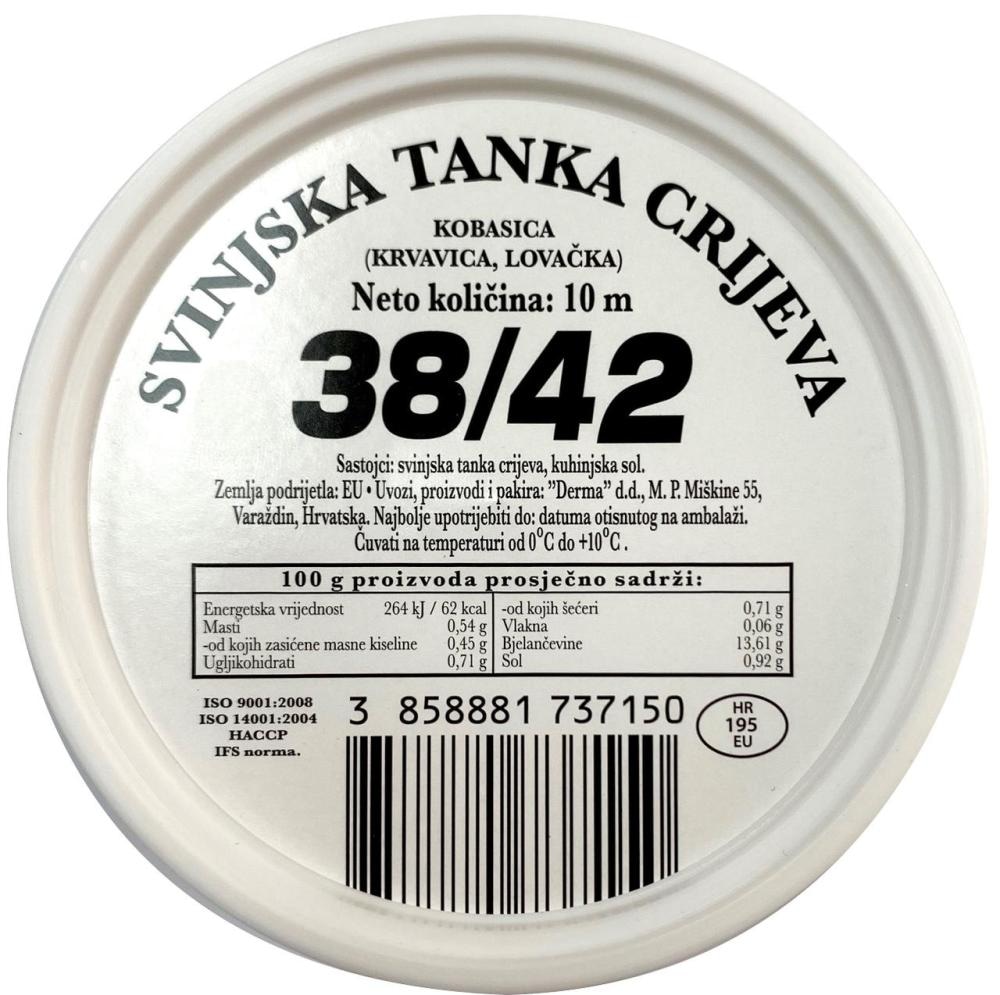 SVINJSKA TANKA CRIJEVA
KOBASICA
(KRVAVICA, LOVAČKA)
Neto količina: 10 m
38/42
Sastojci: svinjska tanka crijeva, kuhinjska sol.
Zemlja podrijetla: EU • Uvozi, proizvodi i pakira: ”Derma” d.d., M. P. Miškine 55,
Varaždin, Hrvatska. Najbolje upotrijebiti do: datuma otisnutog na ambalaži.
Čuvati na temperaturi od 0°C do +10°C.
100 g proizvoda prosječno sadrži:
Energetska vrijednost 264 kJ / 62 kcal
Masti 0,54 g
-od kojih zasićene masne kiseline 0,45 g
Ugljikohidrati 0,71 g
-od kojih šećeri 0,71 g
Vlakna 0,06 g
Bjelančevine 13,61 g
Sol 0,92 g
ISO 9001:2008
ISO 14001:2004
HACCP
IFS norma.
3 858881 737150
HR
195
EU